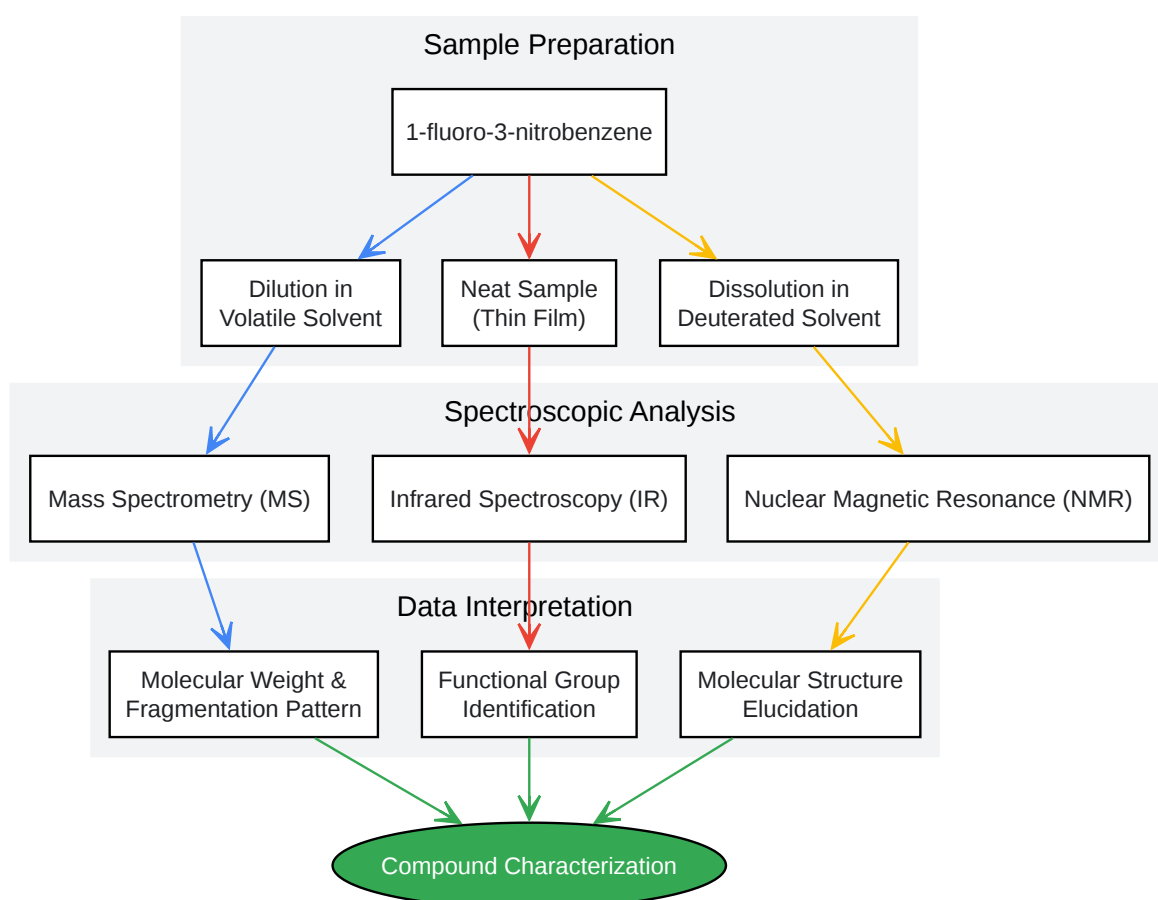 Sample Preparation
1-fluoro-3-nitrobenzene
Dilution in
Volatile Solvent
Neat Sample
(Thin Film)
Dissolution in
Deuterated Solvent
Spectroscopic Analysis
Mass Spectrometry (MS)
Infrared Spectroscopy (IR)
Nuclear Magnetic Resonance (NMR)
Data Interpretation
Molecular Weight &
Fragmentation Pattern
Functional Group
Identification
Molecular Structure
Elucidation
Compound Characterization